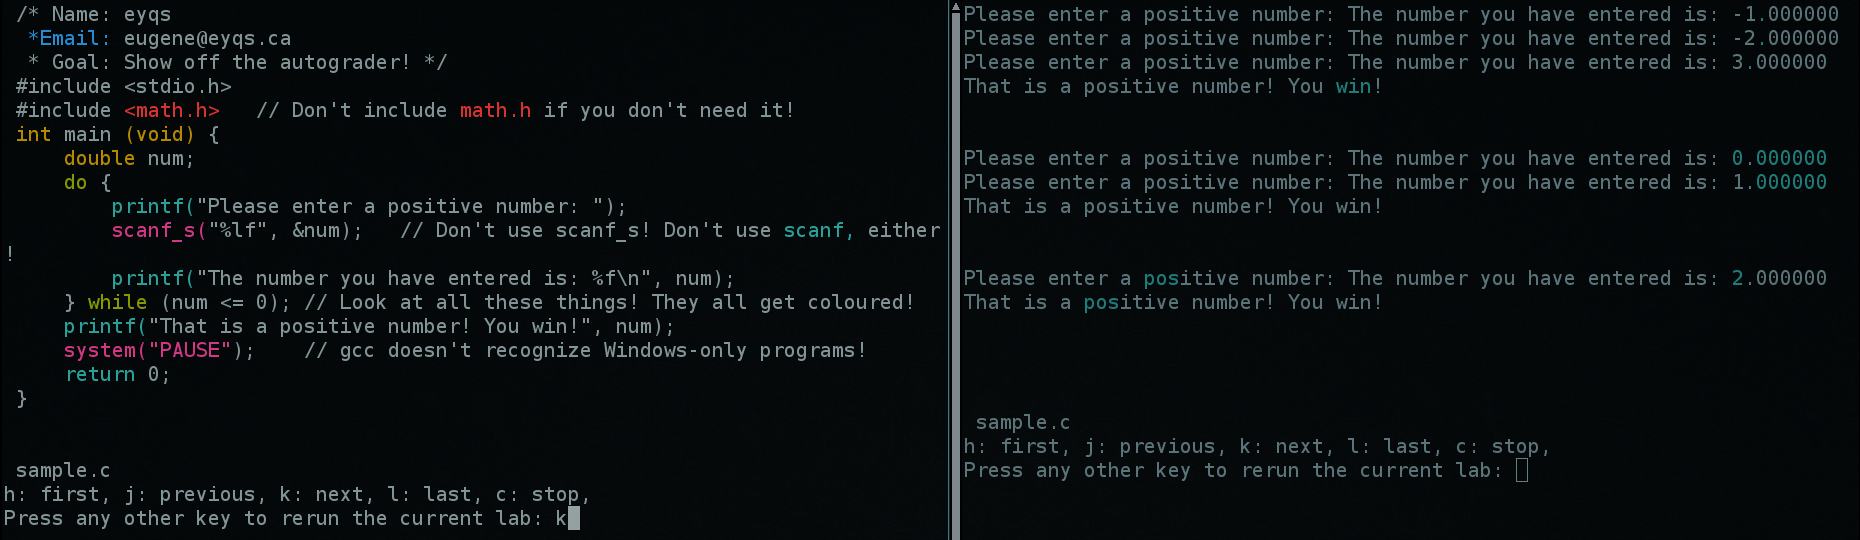 /* Name: eyqs
*Email: eugene@eyqs.ca
* Goal: Show off the autograder! */
#include <stdio.h>
#include <math.h>   // Don't include math.h if you don't need it!
int main (void) {
    double num;
    do {
        printf("Please enter a positive number: ");
        scanf_s("%lf", &num);   // Don't use scanf_s! Don't use scanf, either
!
        printf("The number you have entered is: %f\n", num);
    } while (num <= 0); // Look at all these things! They all get coloured!
    printf("That is a positive number! You win!", num);
    system("PAUSE");    // gcc doesn't recognize Windows-only programs!
    return 0;
}
sample.c
h: first, j: previous, k: next, l: last, c: stop,
Press any other key to rerun the current lab: k
Please enter a positive number: The number you have entered is: -1.000000
Please enter a positive number: The number you have entered is: -2.000000
Please enter a positive number: The number you have entered is: 3.000000
That is a positive number! You win!
Please enter a positive number: The number you have entered is: 0.000000
Please enter a positive number: The number you have entered is: 1.000000
That is a positive number! You win!
Please enter a positive number: The number you have entered is: 2.000000
That is a positive number! You win!
sample.c
h: first, j: previous, k: next, l: last, c: stop,
Press any other key to rerun the current lab: